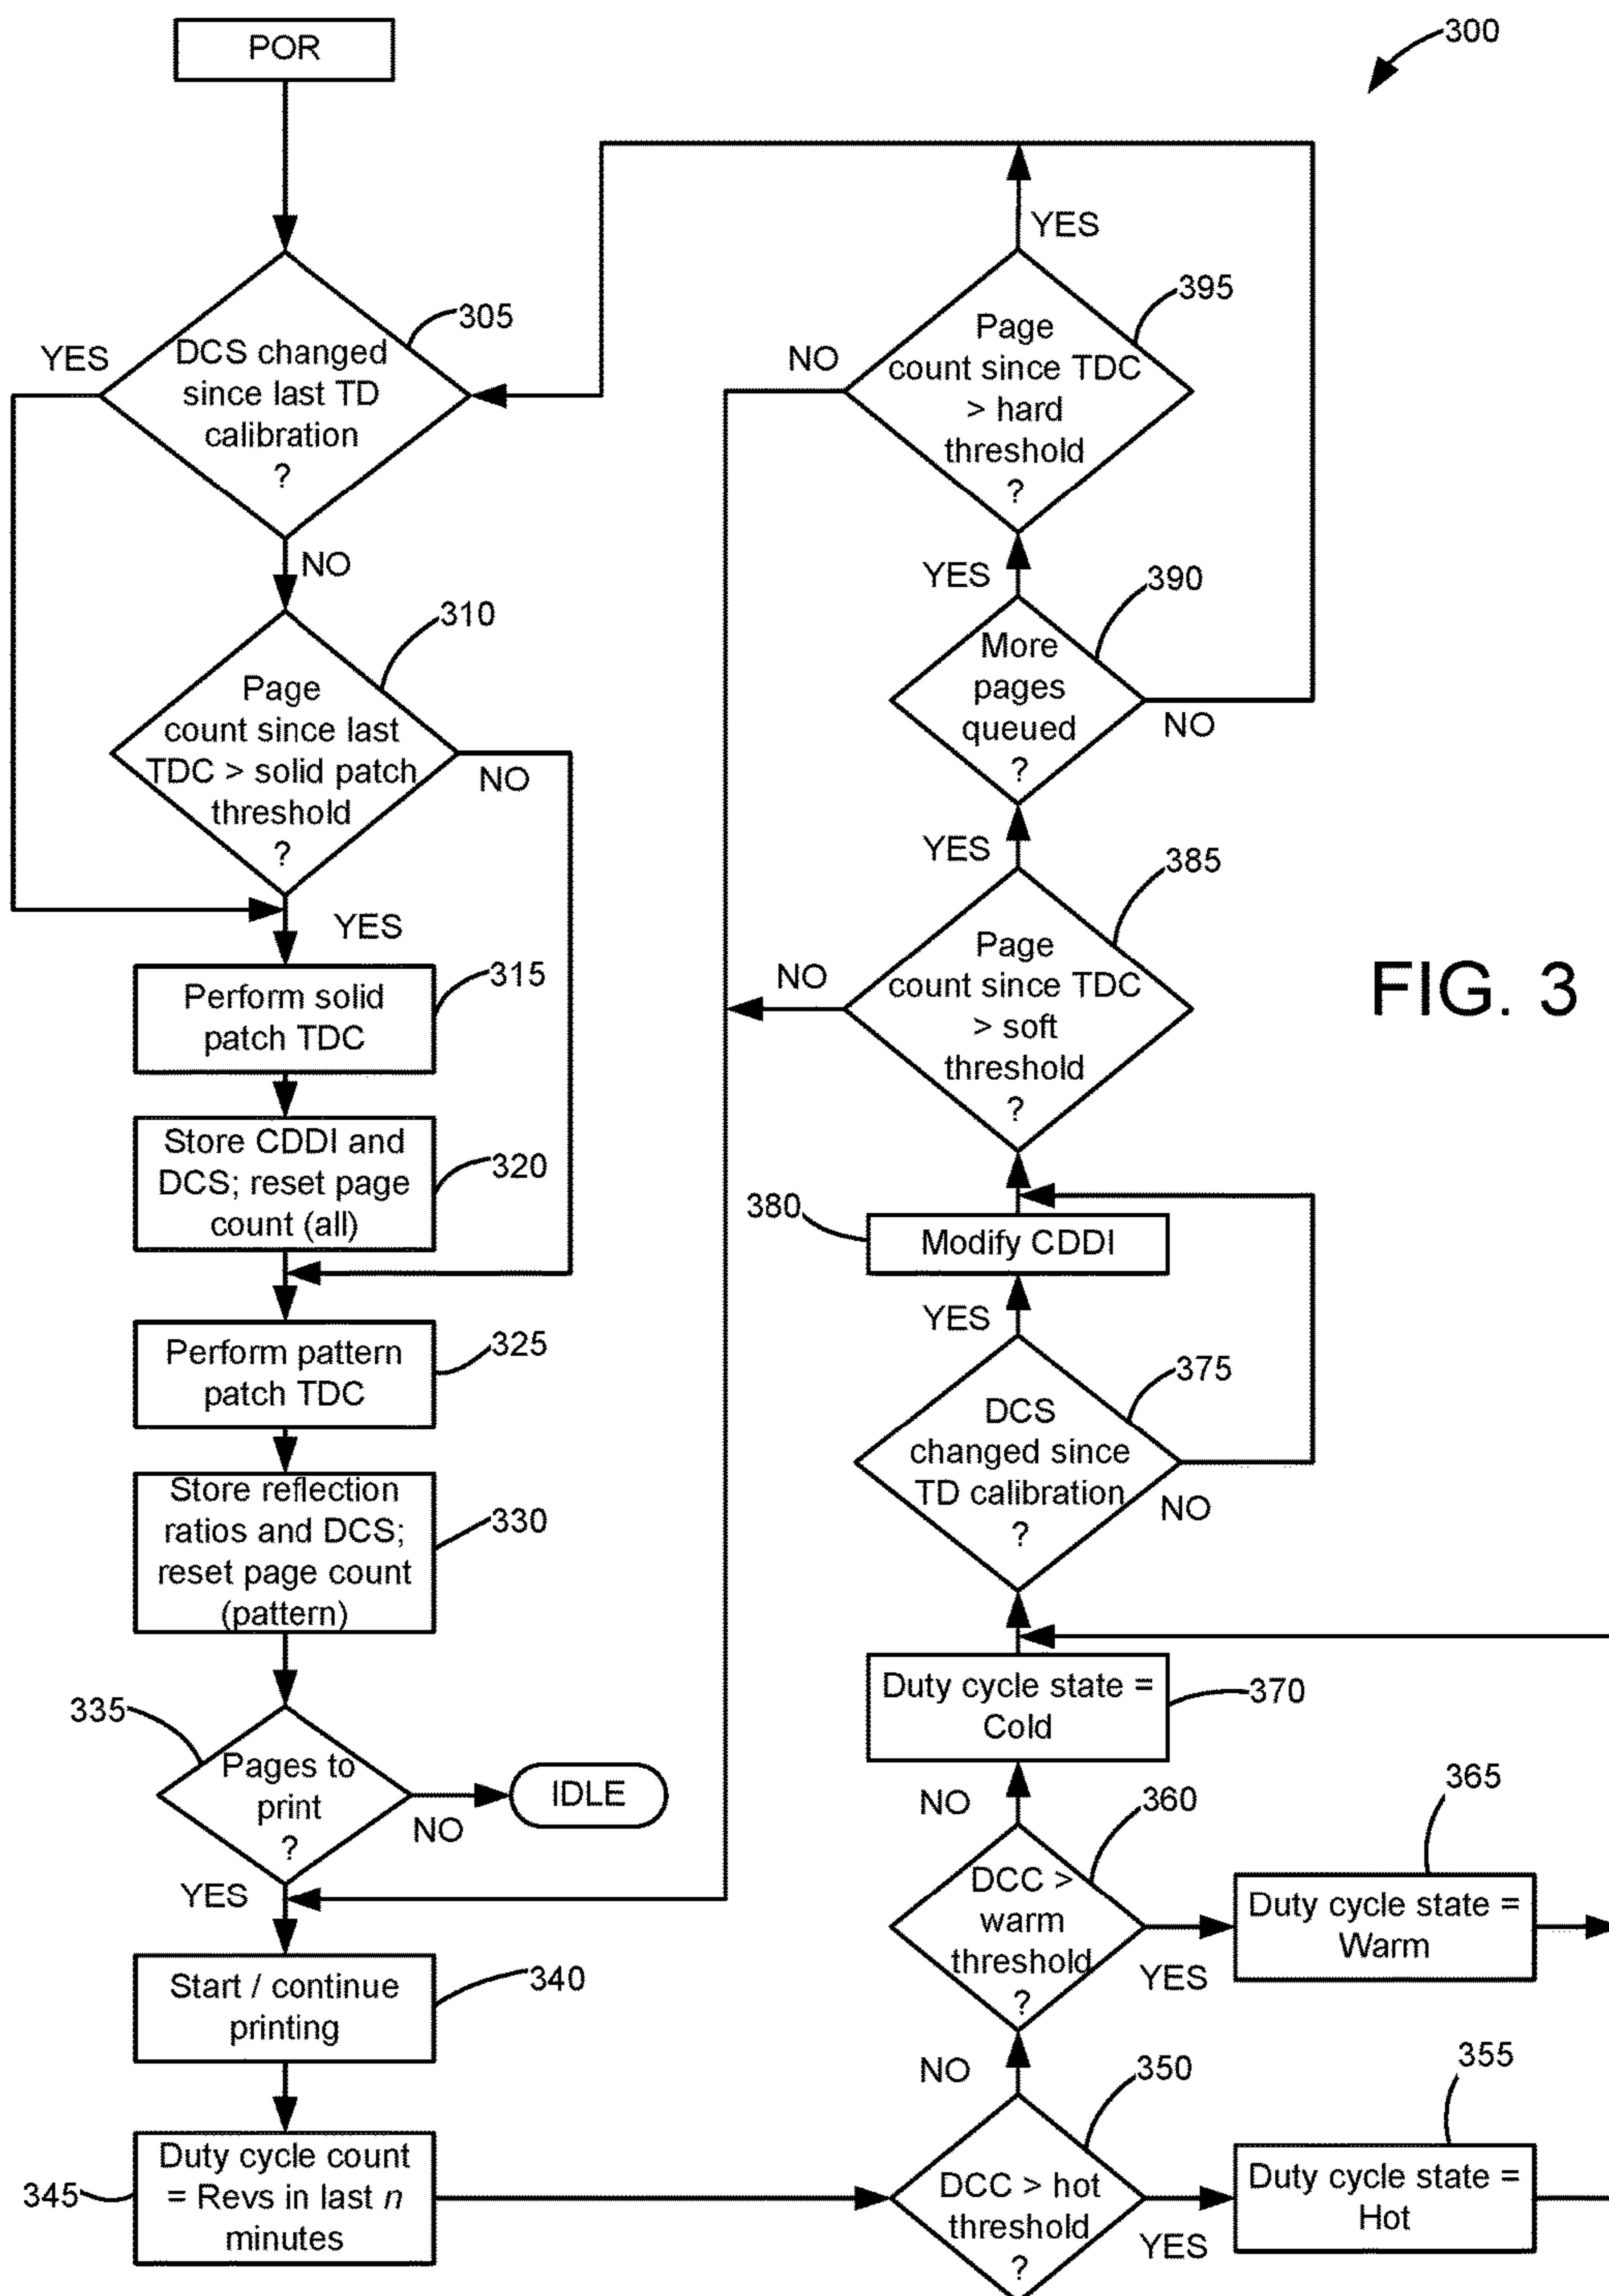 POR
300
DCS changed
since last TD
calibration
?
305
YES
NO
Page
count since last
TDC > solid patch
threshold
?
310
NO
YES
Perform solid
patch TDC
315
Store CDDI and
DCS; reset page
count (all)
320
Perform pattern
patch TDC
325
Store reflection
ratios and DCS;
reset page count
(pattern)
330
335
Pages to
print
?
NO
IDLE
YES
Start / continue
printing
340
Duty cycle count
= Revs in last n
minutes
345
DCC > hot
threshold
?
350
YES
Duty cycle state =
Hot
355
NO
DCC >
warm
threshold
?
360
YES
Duty cycle state =
Warm
365
NO
Duty cycle state =
Cold
370
DCS
changed since
TD calibration
?
375
NO
YES
Modify CDDI
380
Page
count since TDC
> soft
threshold
?
385
NO
YES
More
pages
queued
?
390
NO
YES
Page
count since TDC
> hard
threshold
?
395
NO
YES
FIG. 3